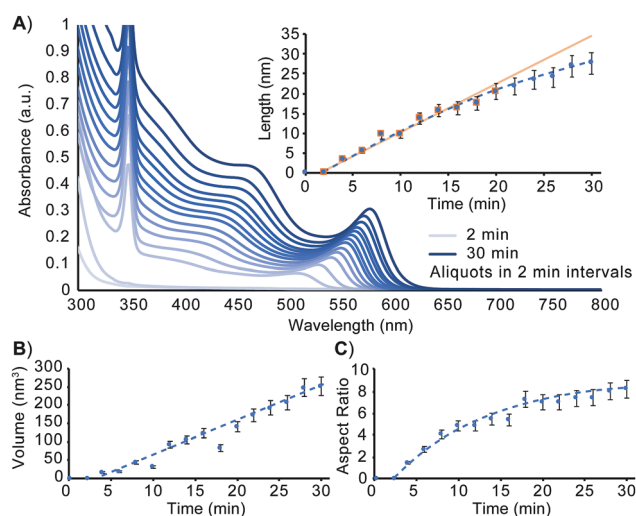 A)
Absorbance (a.u.)
1
0.9
0.8
0.7
0.6
0.5
0.4
0.3
0.2
0.1
0
300 350 400 450 500 550 600 650 700 750 800
Wavelength (nm)
Length (nm)
35
30
25
20
15
10
5
0
0 5 10 15 20 25 30
Time (min)
2 min
30 min
Aliquots in 2 min intervals
B)
Volume (nm³)
300
250
200
150
100
50
0
0 5 10 15 20 25 30
Time (min)
C)
Aspect Ratio
10
8
6
4
2
0
0 5 10 15 20 25 30
Time (min)